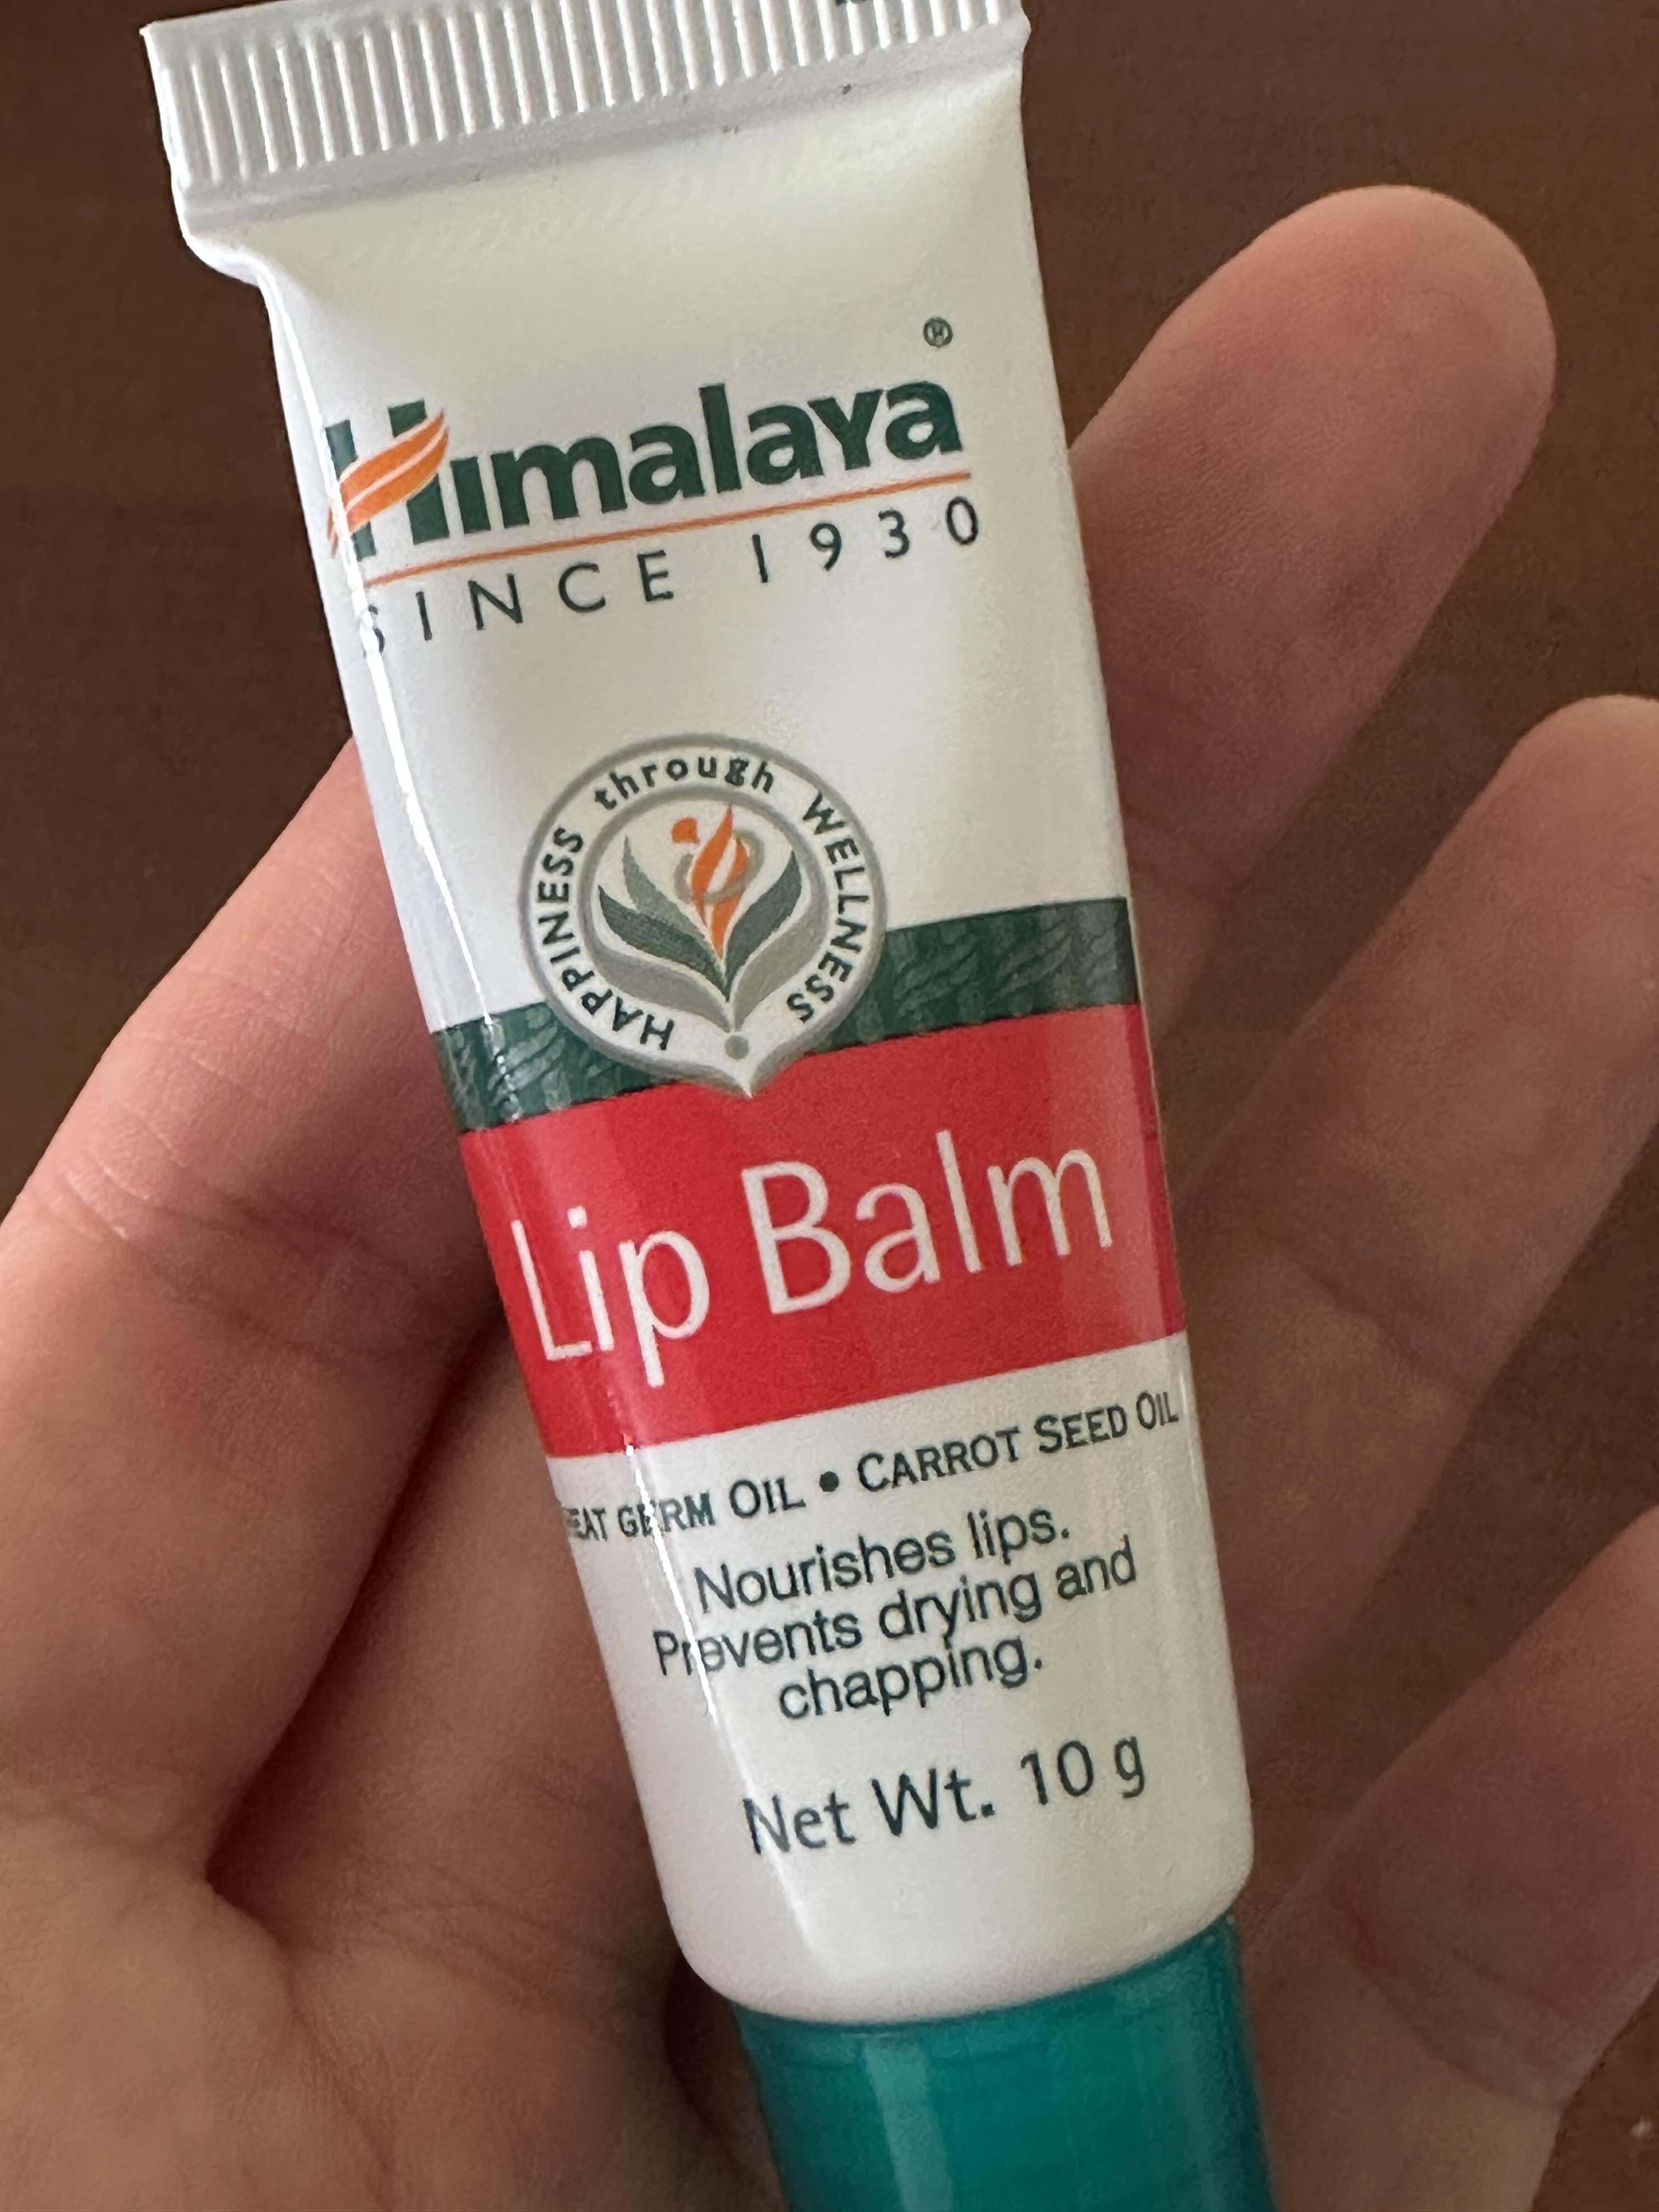 ®
Himalaya
SINCE 1930
HAPPINESS through WELLNESS
Lip Balm
GERM OIL • CARROT SEED OIL
Nourishes lips.
Prevents drying and
chapping.
Net Wt. 10 g